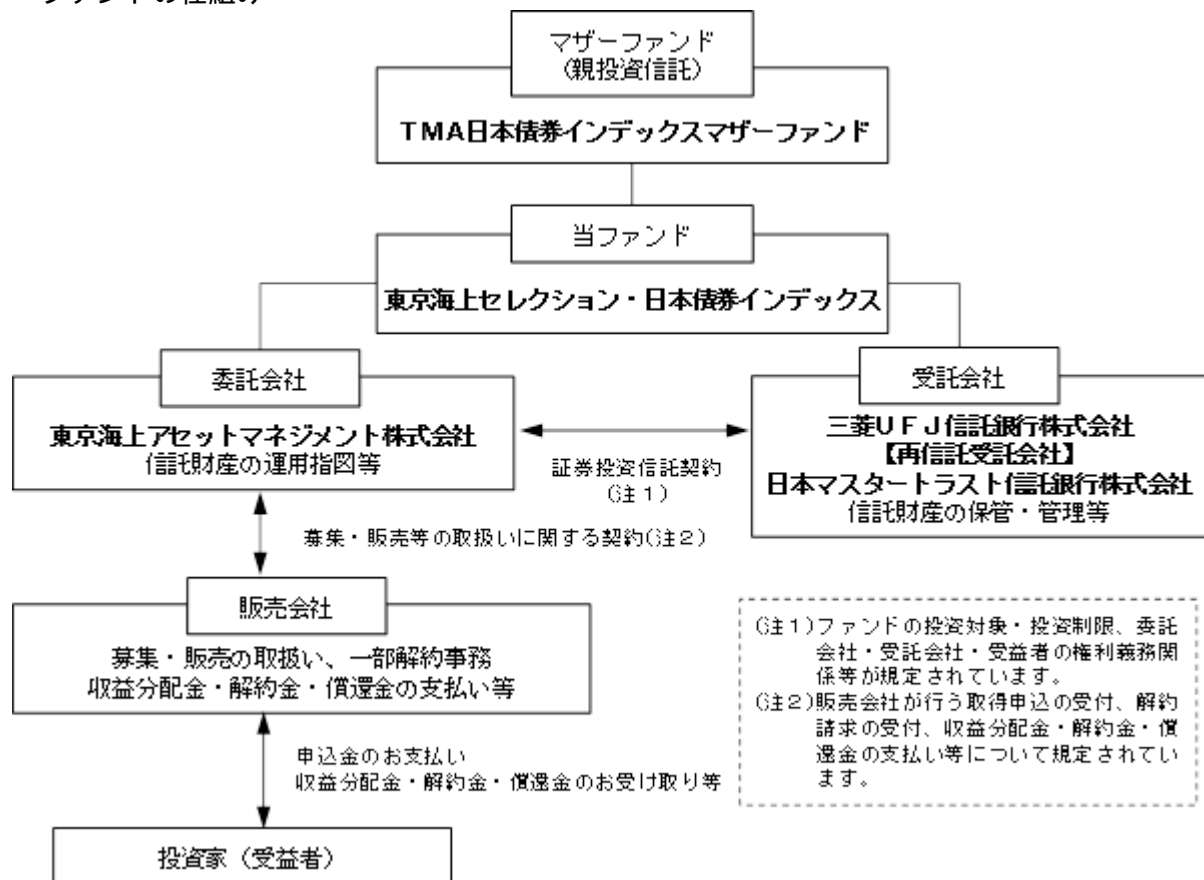 ファンドの仕組み
マザーファンド
(親投資信託)
TMA日本債券インデックスマザーファンド
当ファンド
東京海上セレクション・日本債券インデックス
委託会社
東京海上アセットマネジメント株式会社
信託財産の運用指図等
受託会社
三菱UFJ信託銀行株式会社
【再信託受託会社】
日本マスタートラスト信託銀行株式会社
信託財産の保管・管理等
証券投資信託契約
(注1)
募集・販売等の取扱いに関する契約(注2)
販売会社
募集・販売の取扱い、一部解約事務
収益分配金・解約金・償還金の支払い等
(注1)ファンドの投資対象・投資制限、委託
会社・受託会社・受益者の権利義務関
係等が規定されています。
(注2)販売会社が行う取得申込の受付、解約
請求の受付、収益分配金・解約金・償
還金の支払い等について規定されてい
ます。
申込金のお支払い
収益分配金・解約金・償還金のお受け取り等
投資家(受益者)